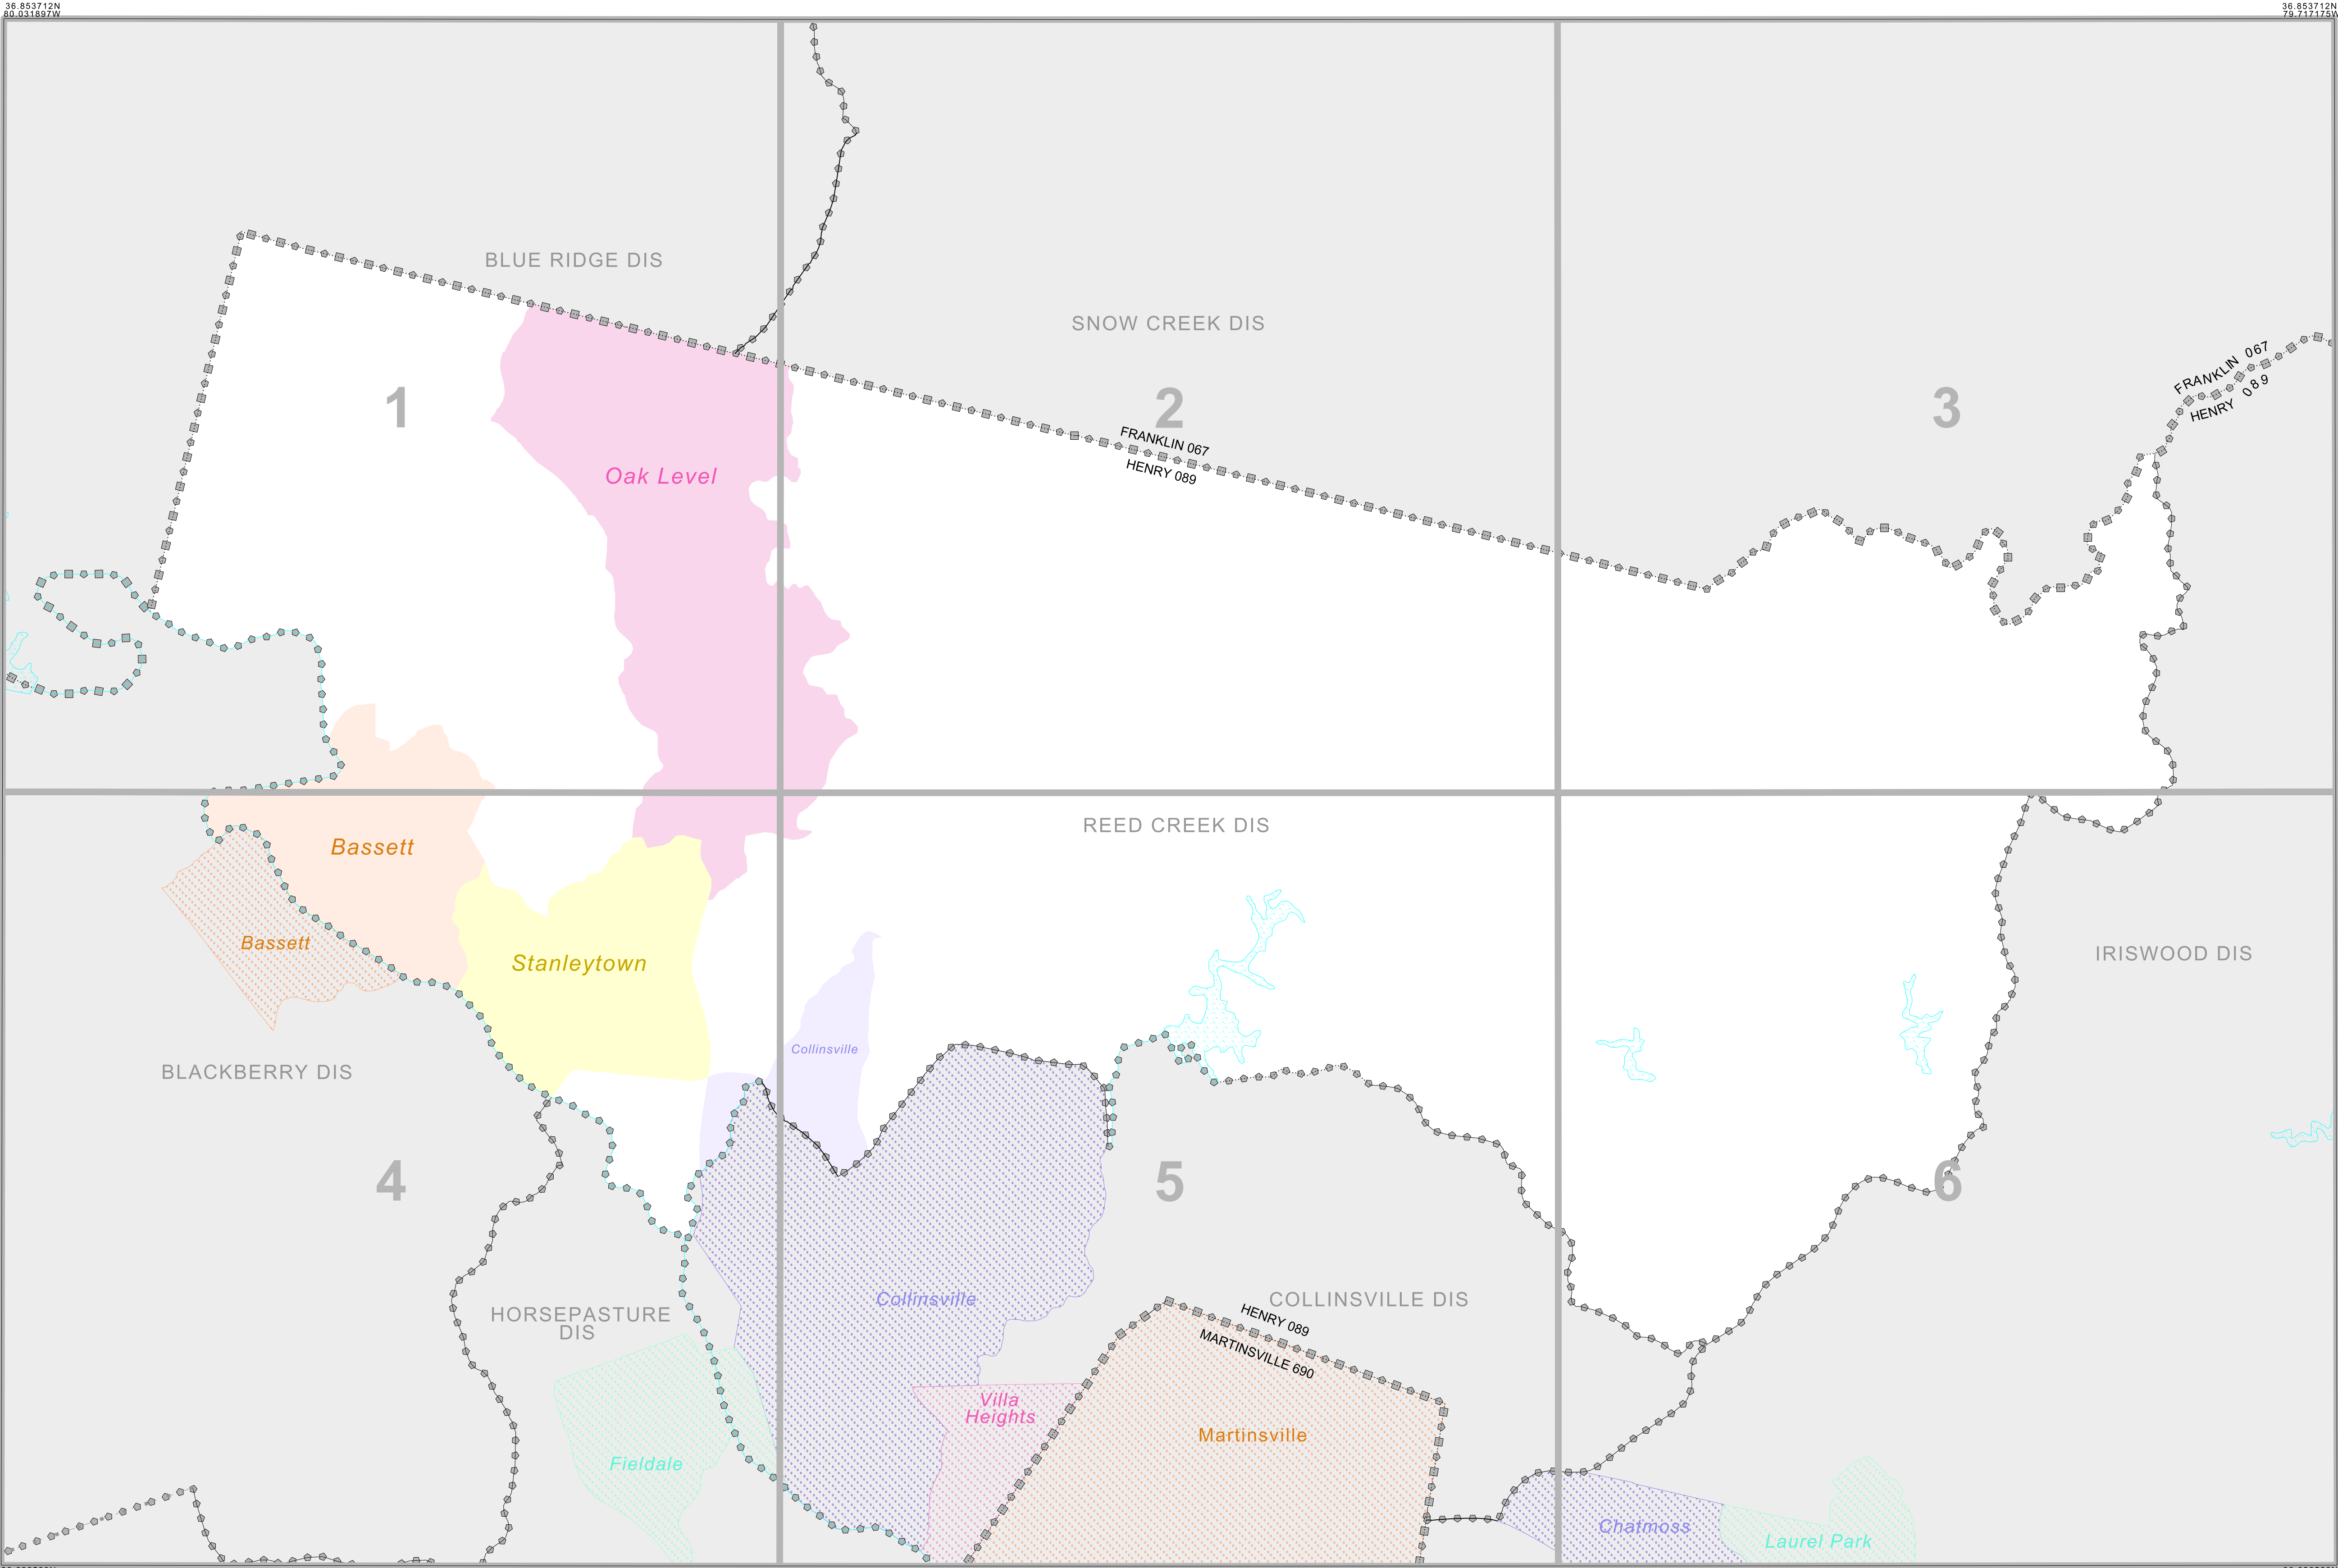 36.853712N
80.031897W
36.853712N
79.717175W
BLUE RIDGE DIS
SNOW CREEK DIS
FRANKLIN 067
HENRY 089
1
2
3
FRANKLIN 067
HENRY 089
Oak Level
REED CREEK DIS
Bassett
Bassett
Stanleytown
IRISWOOD DIS
Collinsville
BLACKBERRY DIS
4
5
6
HORSEPASTURE
DIS
Collinsville
COLLINSVILLE DIS
HENRY 089
MARTINSVILLE 690
Villa
Heights
Martinsville
Fieldale
Chatmoss
Laurel Park